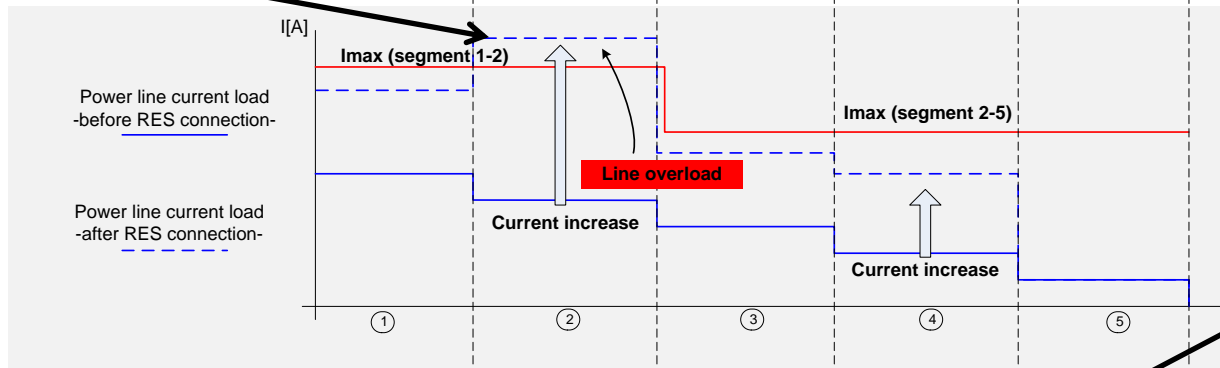 I[A]
Imax (segment 1-2)
Power line current load
-before RES connection-
Imax (segment 2-5)
Line overload
Power line current load
-after RES connection-
Current increase
Current increase
1
2
3
4
5